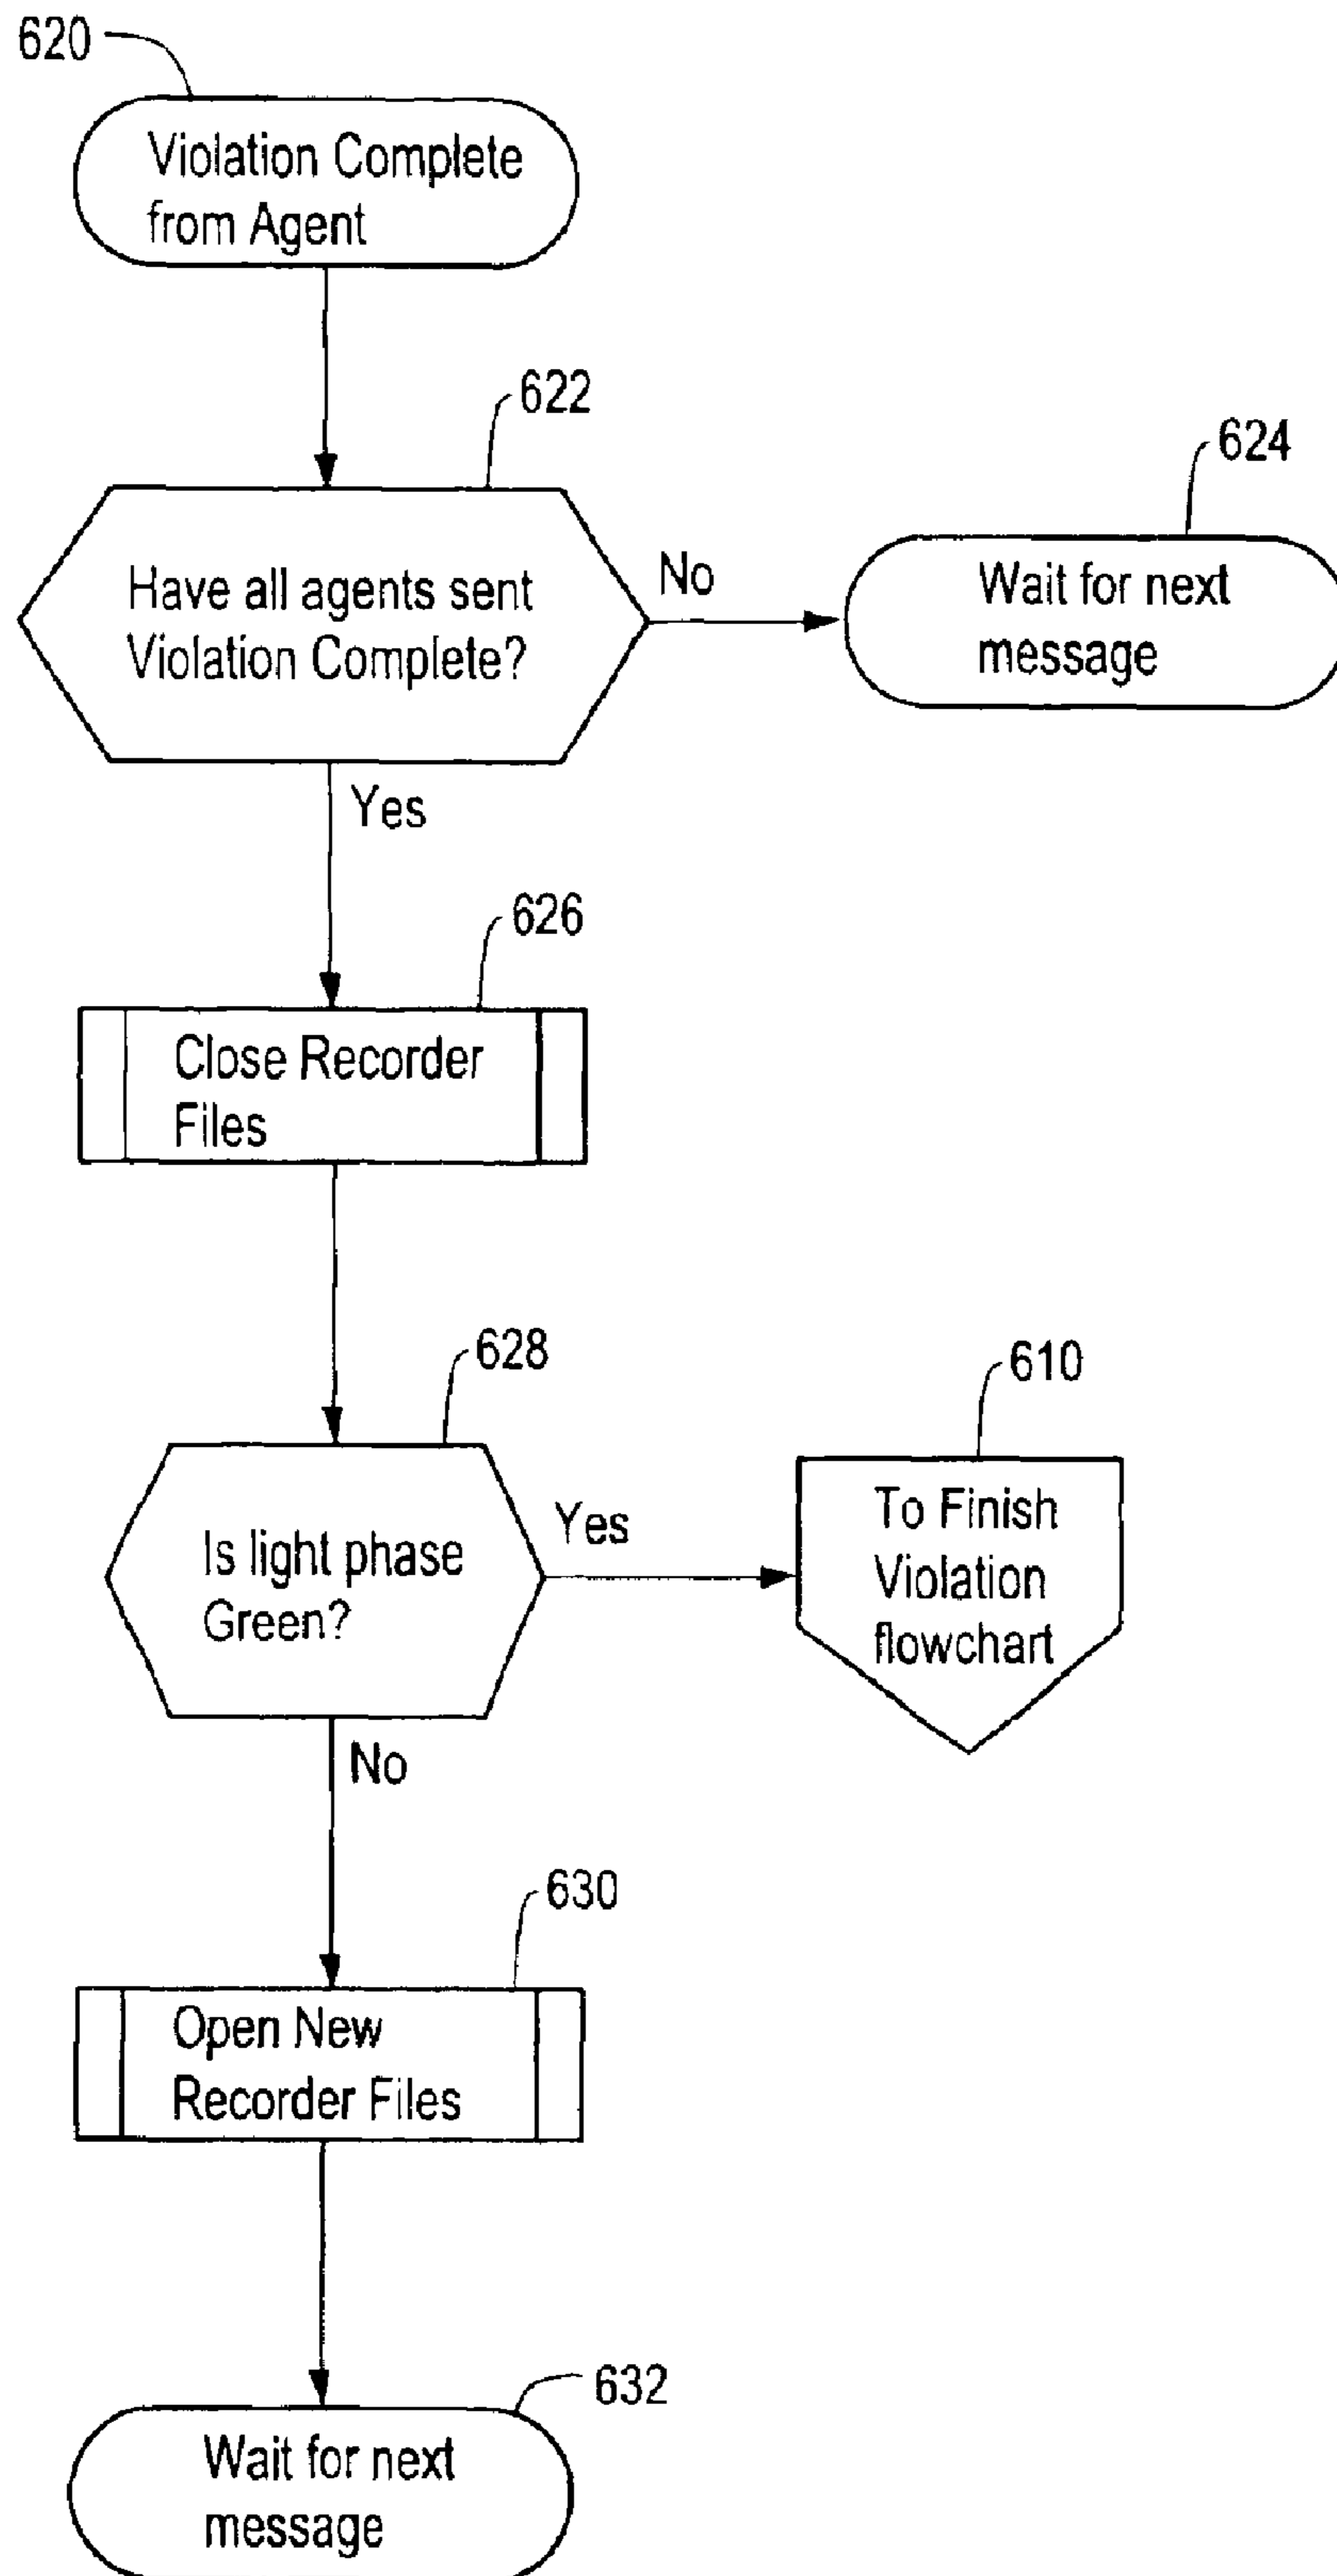 620
Violation Complete
from Agent
622
Have all agents sent
Violation Complete?
No
624
Wait for next
message
Yes
626
Close Recorder
Files
628
Is light phase
Green?
Yes
610
To Finish
Violation
flowchart
No
630
Open New
Recorder Files
632
Wait for next
message